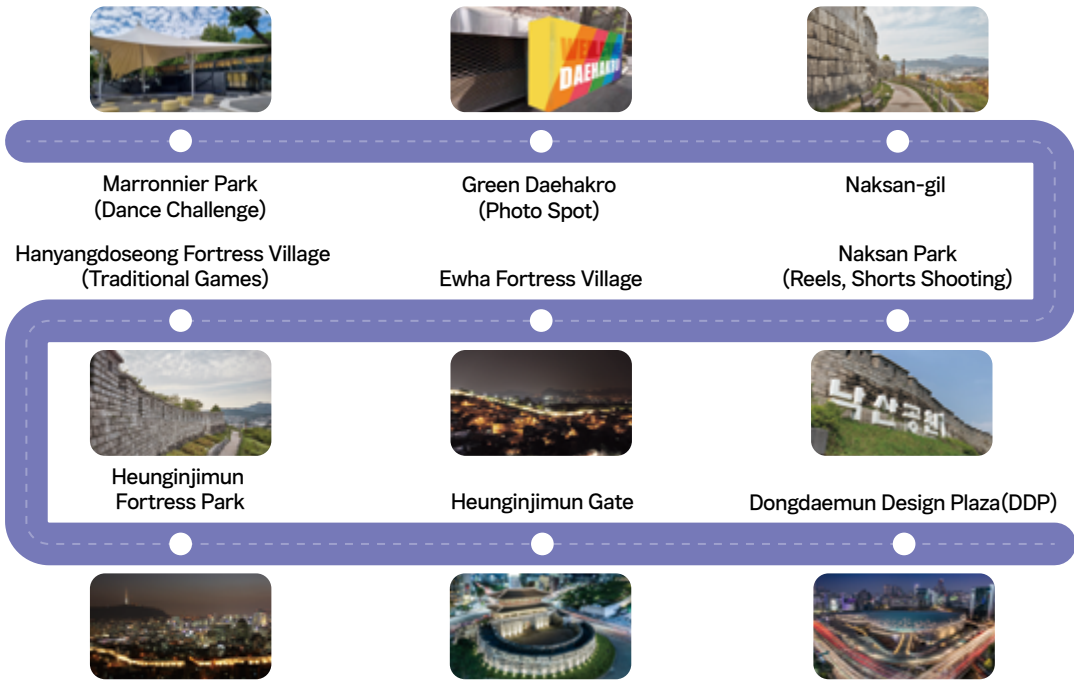 WELCOME
DAEHAKRO
Marronnier Park
(Dance Challenge)
Green Daehakro
(Photo Spot)
Naksan-gil
Hanyangdoseong Fortress Village
(Traditional Games)
Ewha Fortress Village
Naksan Park
(Reels, Shorts Shooting)
낙산공원
Heunginjimun
Fortress Park
Heunginjimun Gate
Dongdaemun Design Plaza(DDP)